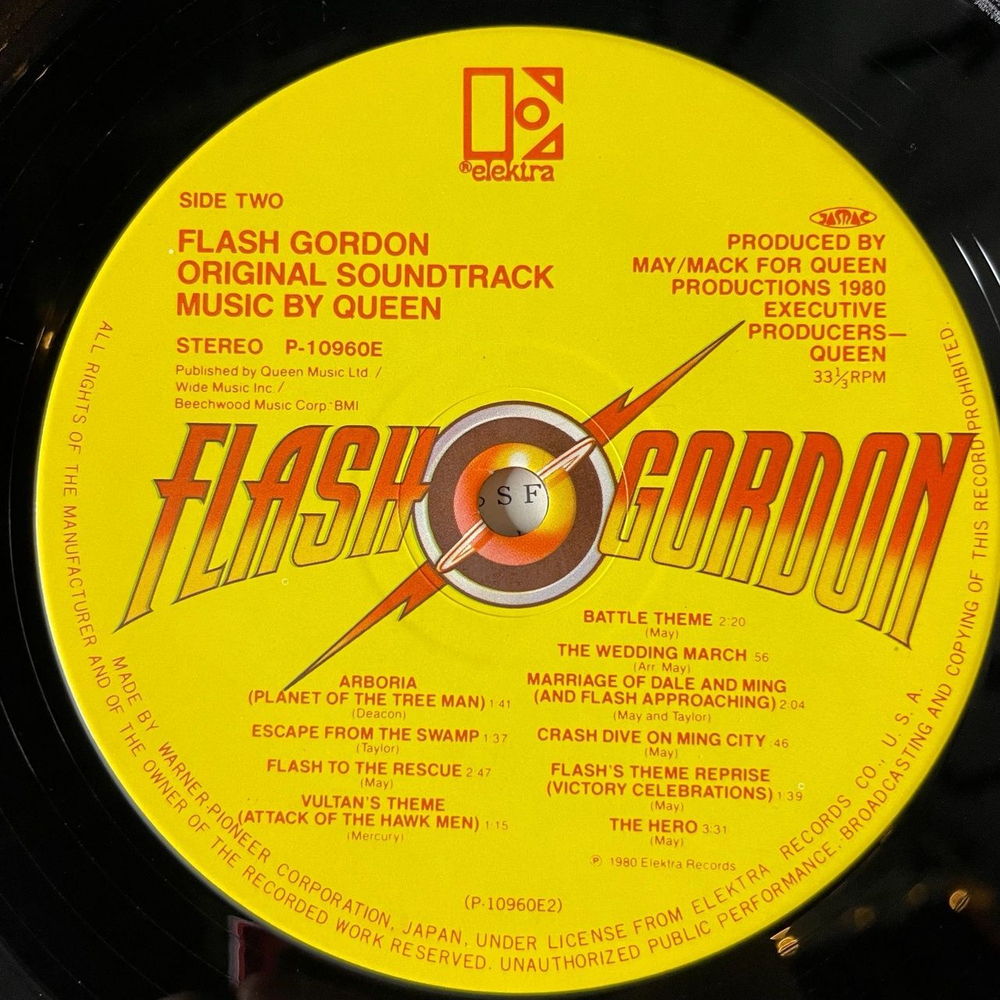 ®elektra
SIDE TWO
FLASH GORDON
ORIGINAL SOUNDTRACK
MUSIC BY QUEEN
STEREO P-10960E
Published by Queen Music Ltd. /
Wide Music Inc. /
Beechwood Music Corp. BMI
JASRAC
PRODUCED BY
MAY/MACK FOR QUEEN
PRODUCTIONS 1980
EXECUTIVE
PRODUCERS—
QUEEN
33⅓RPM
FLASH GORDON
S F
ARBORIA
(PLANET OF THE TREE MAN) 1:41
(Deacon)
ESCAPE FROM THE SWAMP 1:37
(Taylor)
FLASH TO THE RESCUE 2:47
(May)
VULTAN'S THEME
(ATTACK OF THE HAWK MEN) 1:15
(Mercury)
BATTLE THEME 2:20
(May)
THE WEDDING MARCH :56
(Arr. May)
MARRIAGE OF DALE AND MING
(AND FLASH APPROACHING) 2:04
(May and Taylor)
CRASH DIVE ON MING CITY :46
(May)
FLASH'S THEME REPRISE
(VICTORY CELEBRATIONS) 1:39
(May)
THE HERO 3:31
(May)
℗ 1980 Elektra Records
(P-10960E2)
MADE BY WARNER-PIONEER CORPORATION, JAPAN, UNDER LICENSE FROM ELEKTRA RECORDS CO., U.S.A.
ALL RIGHTS OF THE MANUFACTURER AND OF THE OWNER OF THE RECORDED WORK RESERVED. UNAUTHORIZED PUBLIC PERFORMANCE, BROADCASTING AND COPYING OF THIS RECORD PROHIBITED.